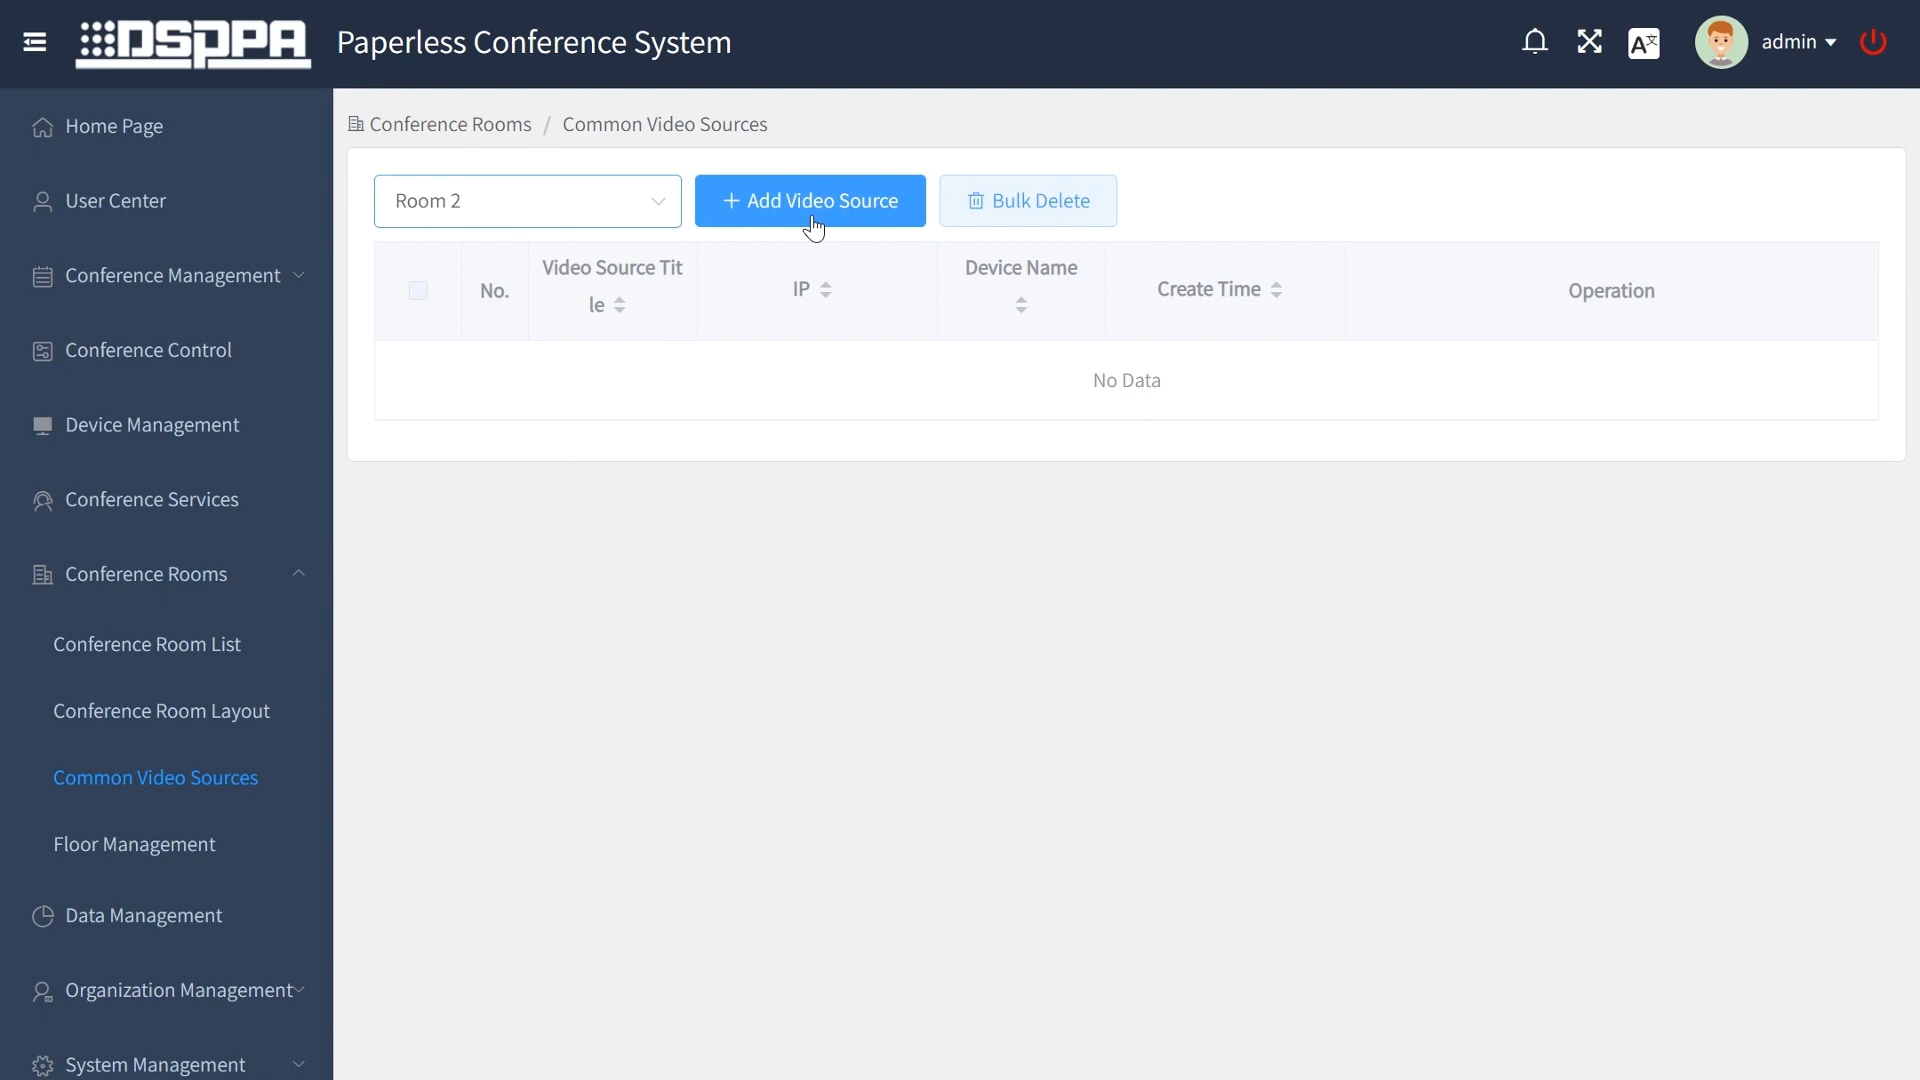 DSPPA
Paperless Conference System
A文
admin
Home Page
User Center
Conference Management
Conference Control
Device Management
Conference Services
Conference Rooms
Conference Room List
Conference Room Layout
Common Video Sources
Floor Management
Data Management
Organization Management
System Management
Conference Rooms / Common Video Sources
Room 2
+ Add Video Source
Bulk Delete
No.
Video Source Tit
le
IP
Device Name
Create Time
Operation
No Data